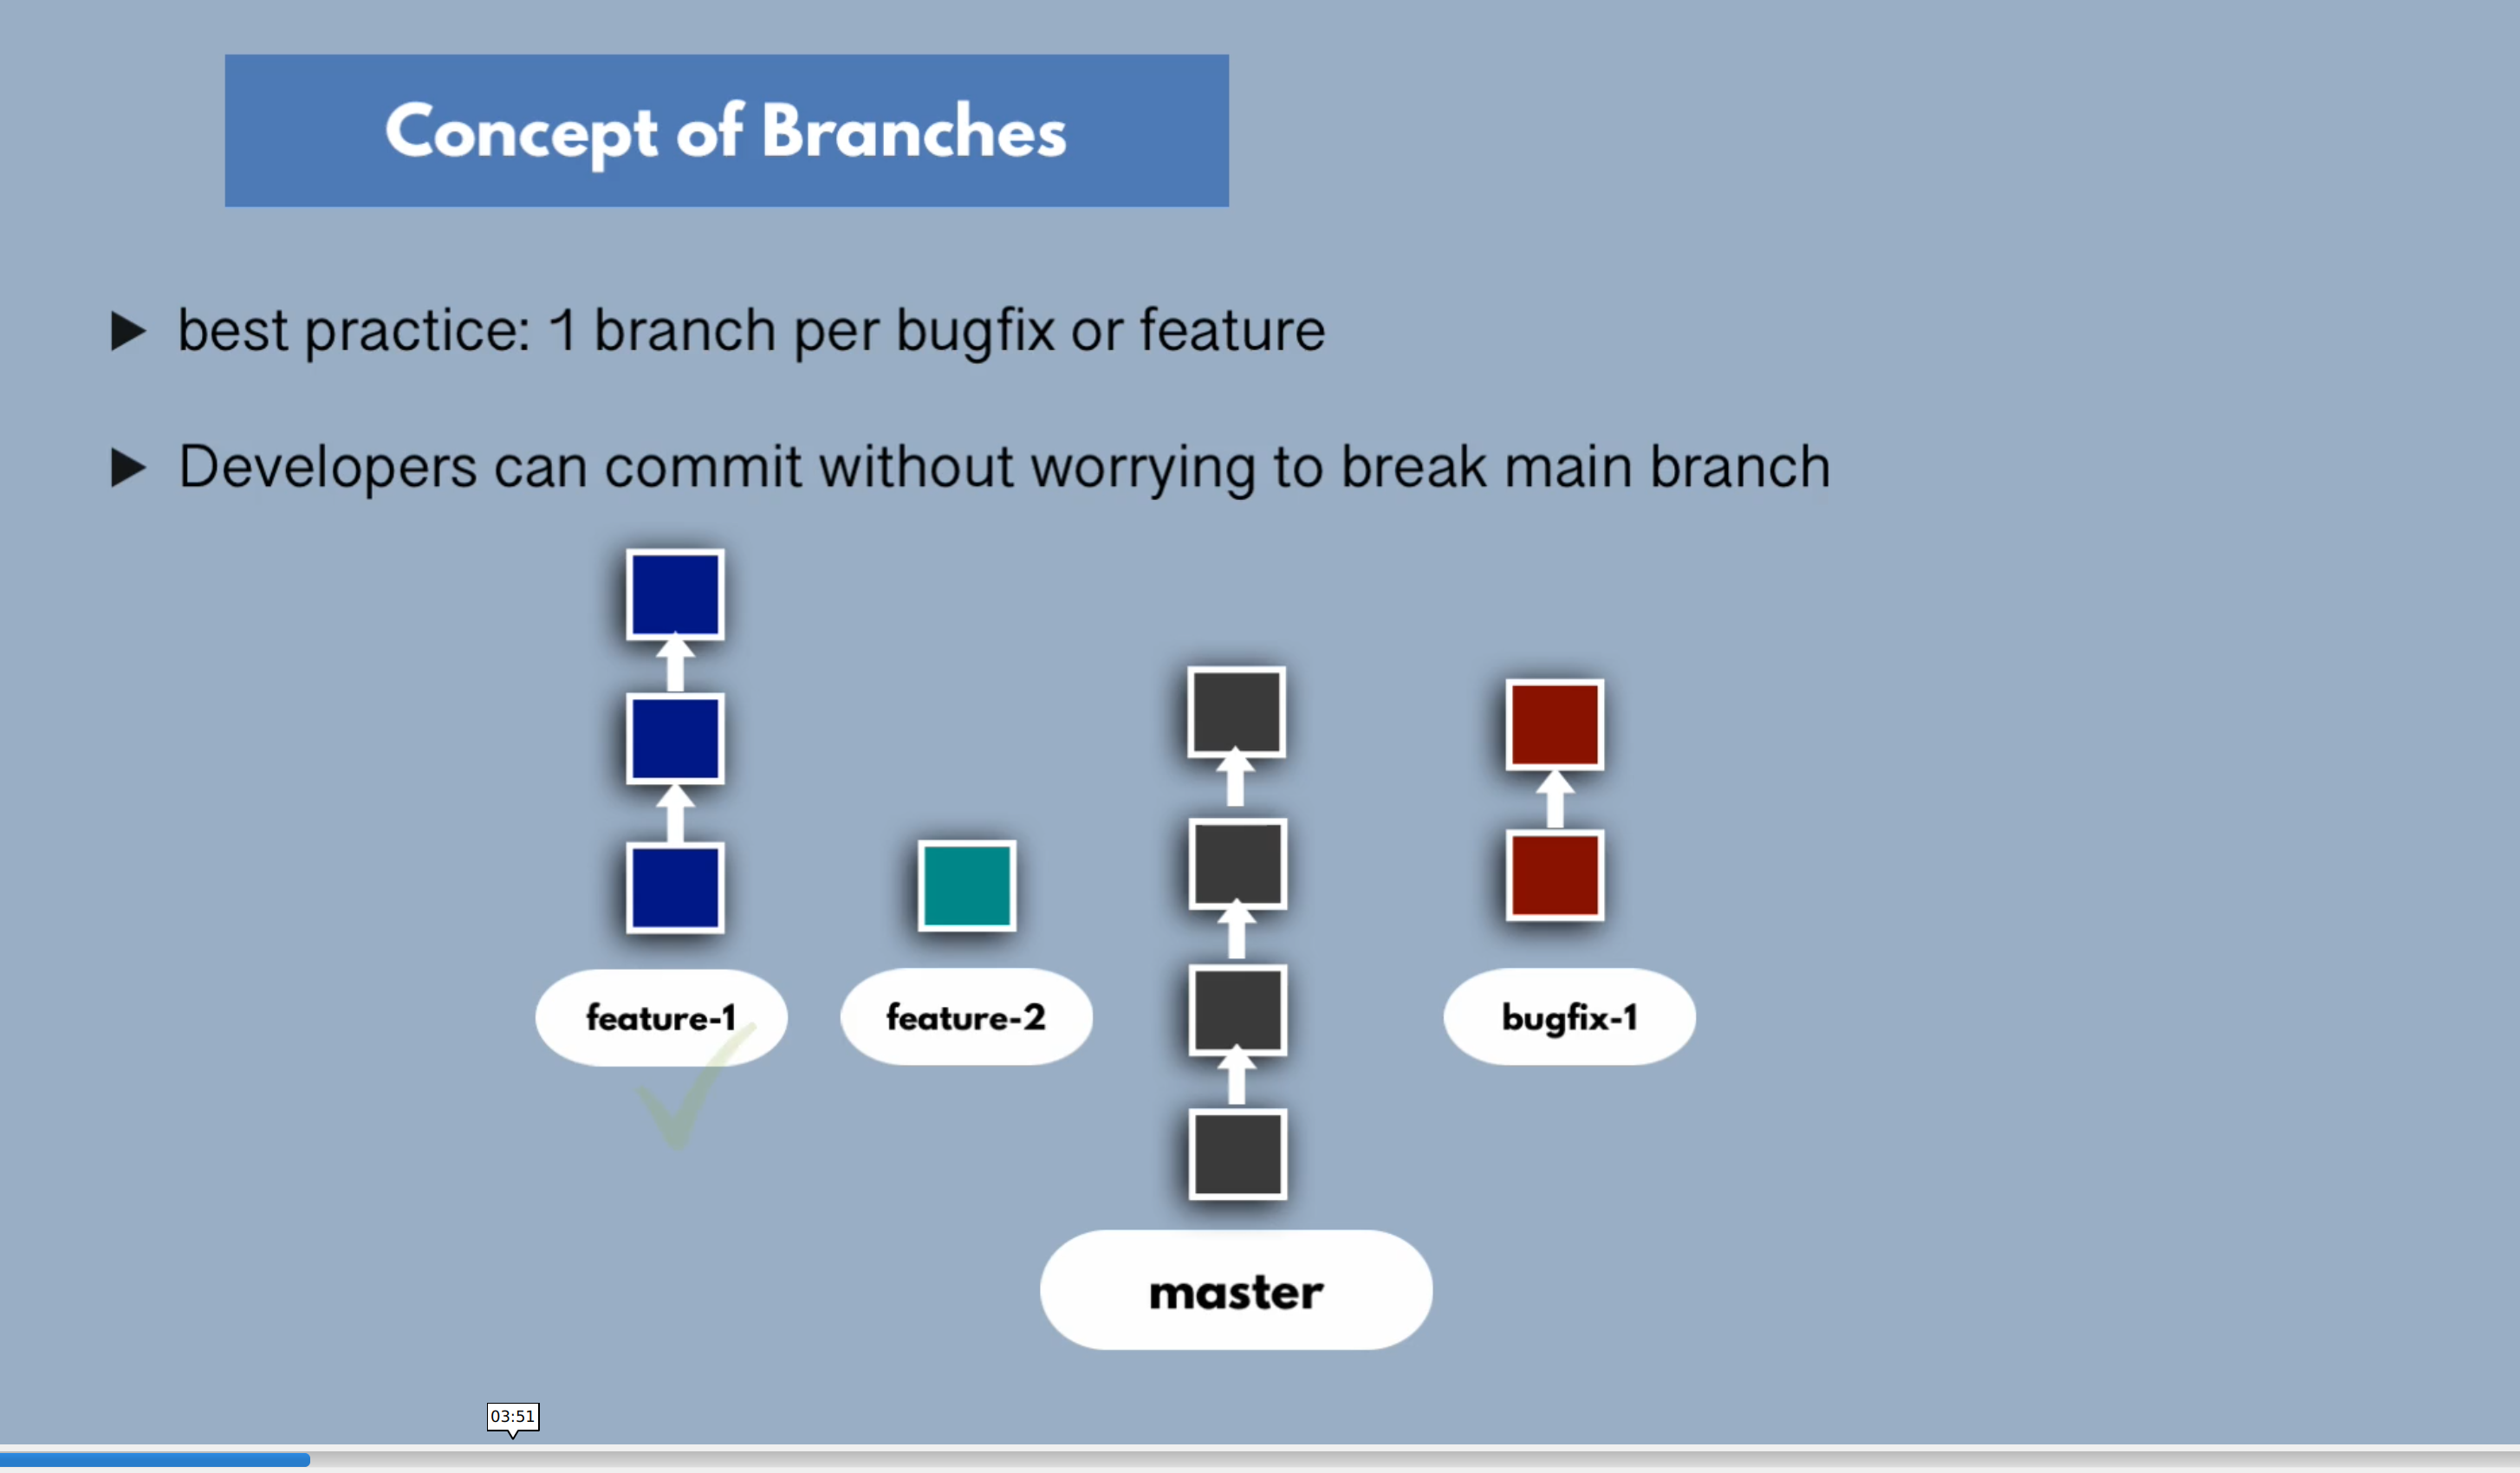 Concept of Branches
best practice: 1 branch per bugfix or feature
Developers can commit without worrying to break main branch
feature-1
feature-2
bugfix-1
master
03:51